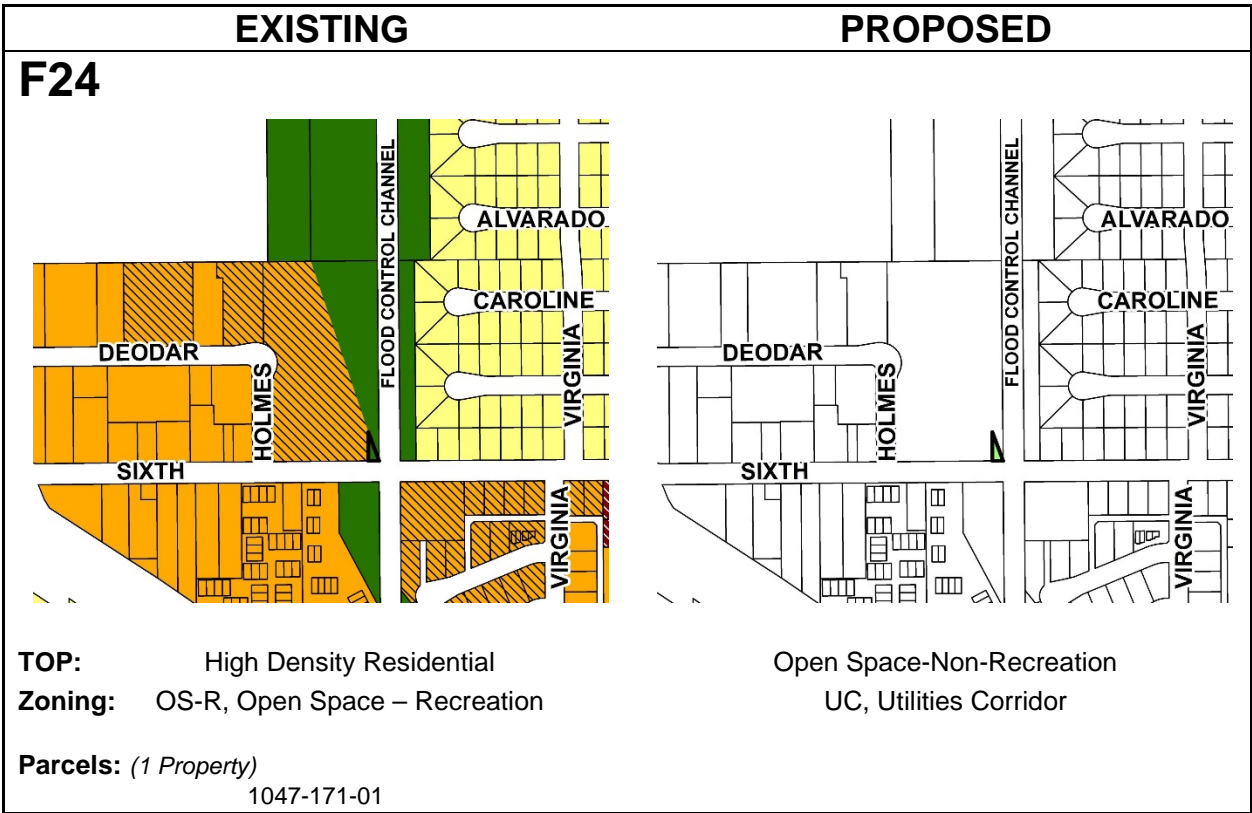 EXISTING
PROPOSED
F24
FLOOD CONTROL CHANNEL
ALVARADO
CAROLINE
DEODAR
HOLMES
VIRGINIA
SIXTH
VIRGINIA
FLOOD CONTROL CHANNEL
ALVARADO
CAROLINE
DEODAR
HOLMES
VIRGINIA
SIXTH
VIRGINIA
TOP: High Density Residential Open Space-Non-Recreation
Zoning: OS-R, Open Space – Recreation UC, Utilities Corridor
Parcels: (1 Property)
1047-171-01